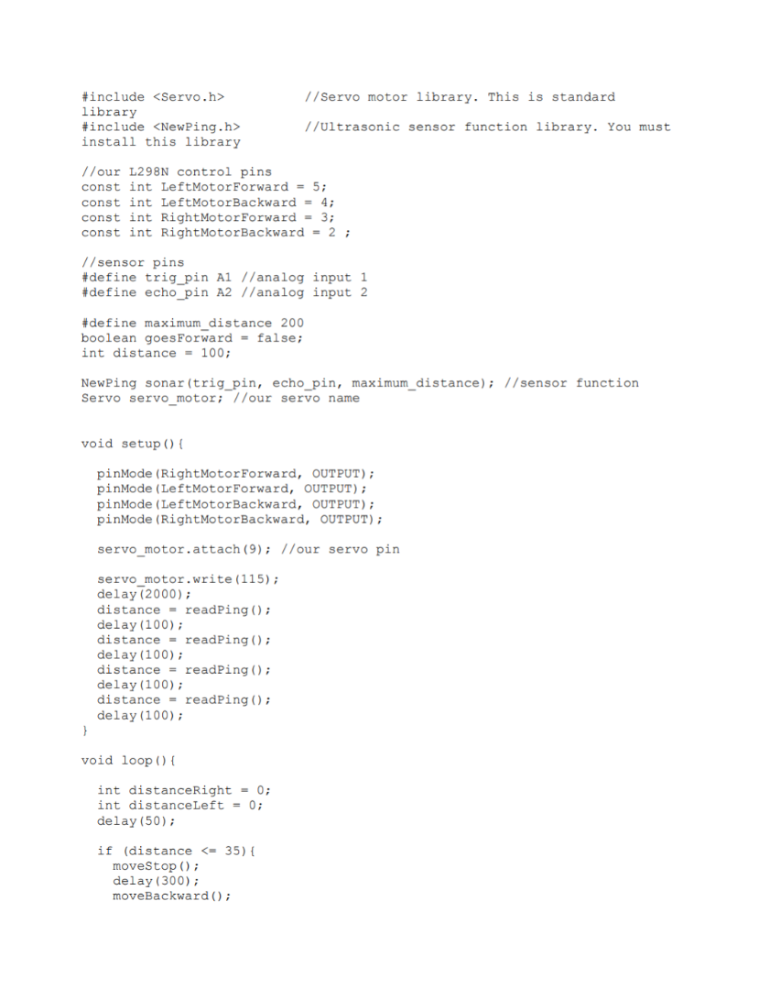 #include <Servo.h>          //Servo motor library. This is standard
library
#include <NewPing.h>        //Ultrasonic sensor function library. You must
install this library

//our L298N control pins
const int LeftMotorForward = 5;
const int LeftMotorBackward = 4;
const int RightMotorForward = 3;
const int RightMotorBackward = 2 ;

//sensor pins
#define trig_pin A1 //analog input 1
#define echo_pin A2 //analog input 2

#define maximum_distance 200
boolean goesForward = false;
int distance = 100;

NewPing sonar(trig_pin, echo_pin, maximum_distance); //sensor function
Servo servo_motor; //our servo name


void setup(){

  pinMode(RightMotorForward, OUTPUT);
  pinMode(LeftMotorForward, OUTPUT);
  pinMode(LeftMotorBackward, OUTPUT);
  pinMode(RightMotorBackward, OUTPUT);

  servo_motor.attach(9); //our servo pin

  servo_motor.write(115);
  delay(2000);
  distance = readPing();
  delay(100);
  distance = readPing();
  delay(100);
  distance = readPing();
  delay(100);
  distance = readPing();
  delay(100);
}

void loop(){

  int distanceRight = 0;
  int distanceLeft = 0;
  delay(50);

  if (distance <= 35){
    moveStop();
    delay(300);
    moveBackward();